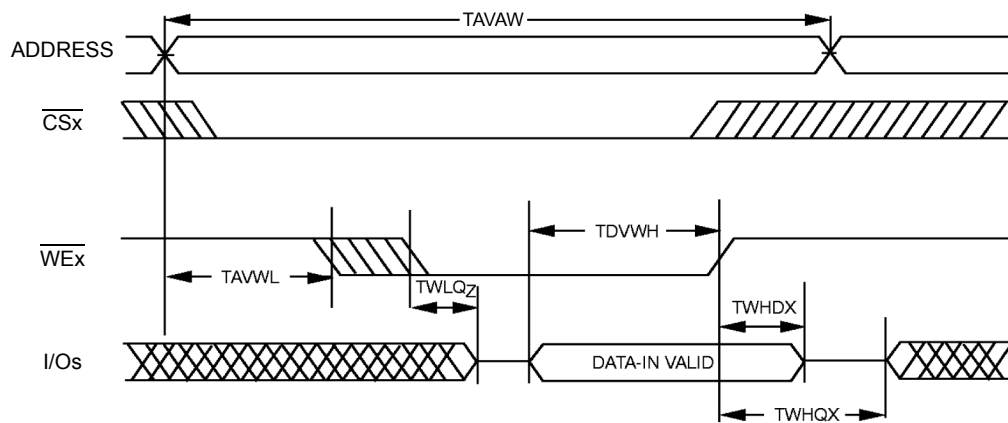 TAVAW
ADDRESS
CSx
TDVWH
WEx
TAVWL
TWLQZ
TWHDX
I/Os
DATA-IN VALID
TWHQX